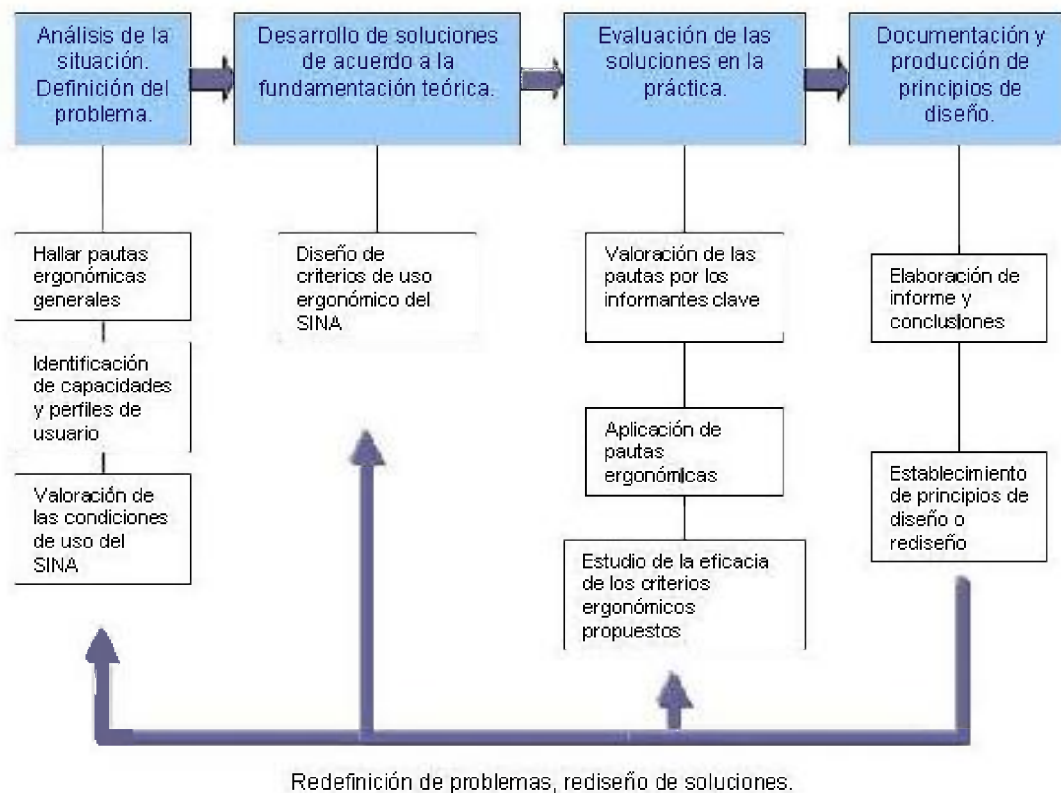 Análisis de la
situación.
Definición del
problema.
Desarrollo de soluciones
de acuerdo a la
fundamentación teórica.
Evaluación de las
soluciones en la
práctica.
Documentación y
producción de
principios de
diseño.
Hallar pautas
ergonómicas
generales
Identificación
de capacidades
y perfiles de
usuario
Valoración de
las condiciones
de uso del
SINA
Diseño de
criterios de uso
ergonómico del
SINA
Valoración de las
pautas por los
informantes clave
Aplicación de
pautas
ergonómicas
Estudio de la eficacia
de los criterios
ergonómicos
propuestos
Elaboración de
informe y
conclusiones
Establecimiento
de principios de
diseño o
rediseño
Redefinición de problemas, rediseño de soluciones.